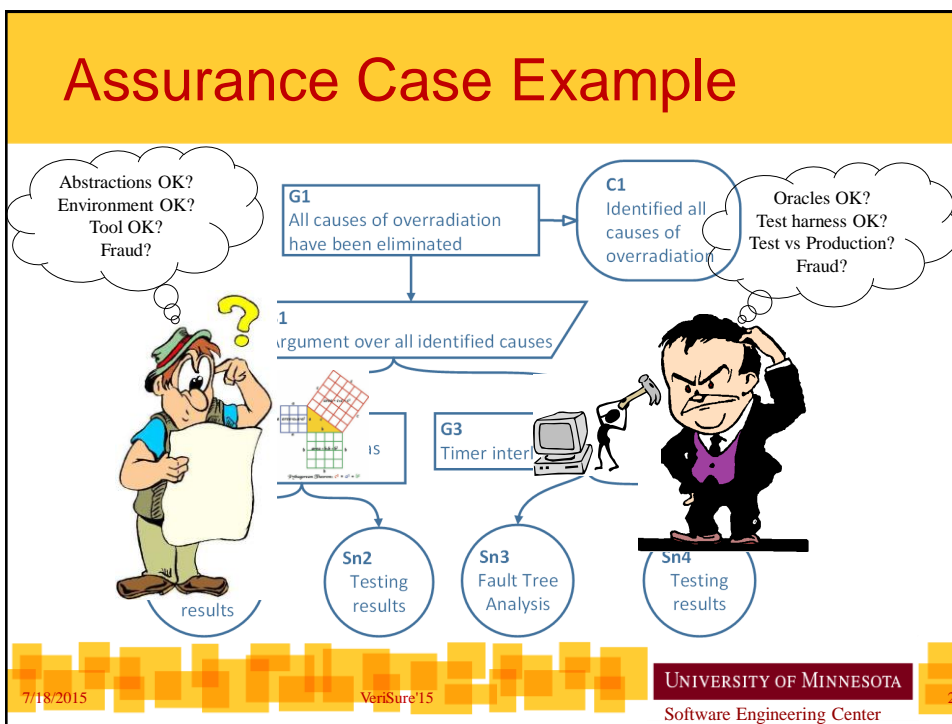 Assurance Case Example
Abstractions OK?
Environment OK?
Tool OK?
Fraud?
G1
All causes of overradiation
have been eliminated
C1
Identified all
causes of
overradiation
Oracles OK?
Test harness OK?
Test vs Production?
Fraud?
Argument over all identified causes
G3
Timer
results
Sn2
Testing
results
Sn3
Fault Tree
Analysis
Sn4
Testing
results
7/18/2015
VeriSure'15
UNIVERSITY OF MINNESOTA
Software Engineering Center